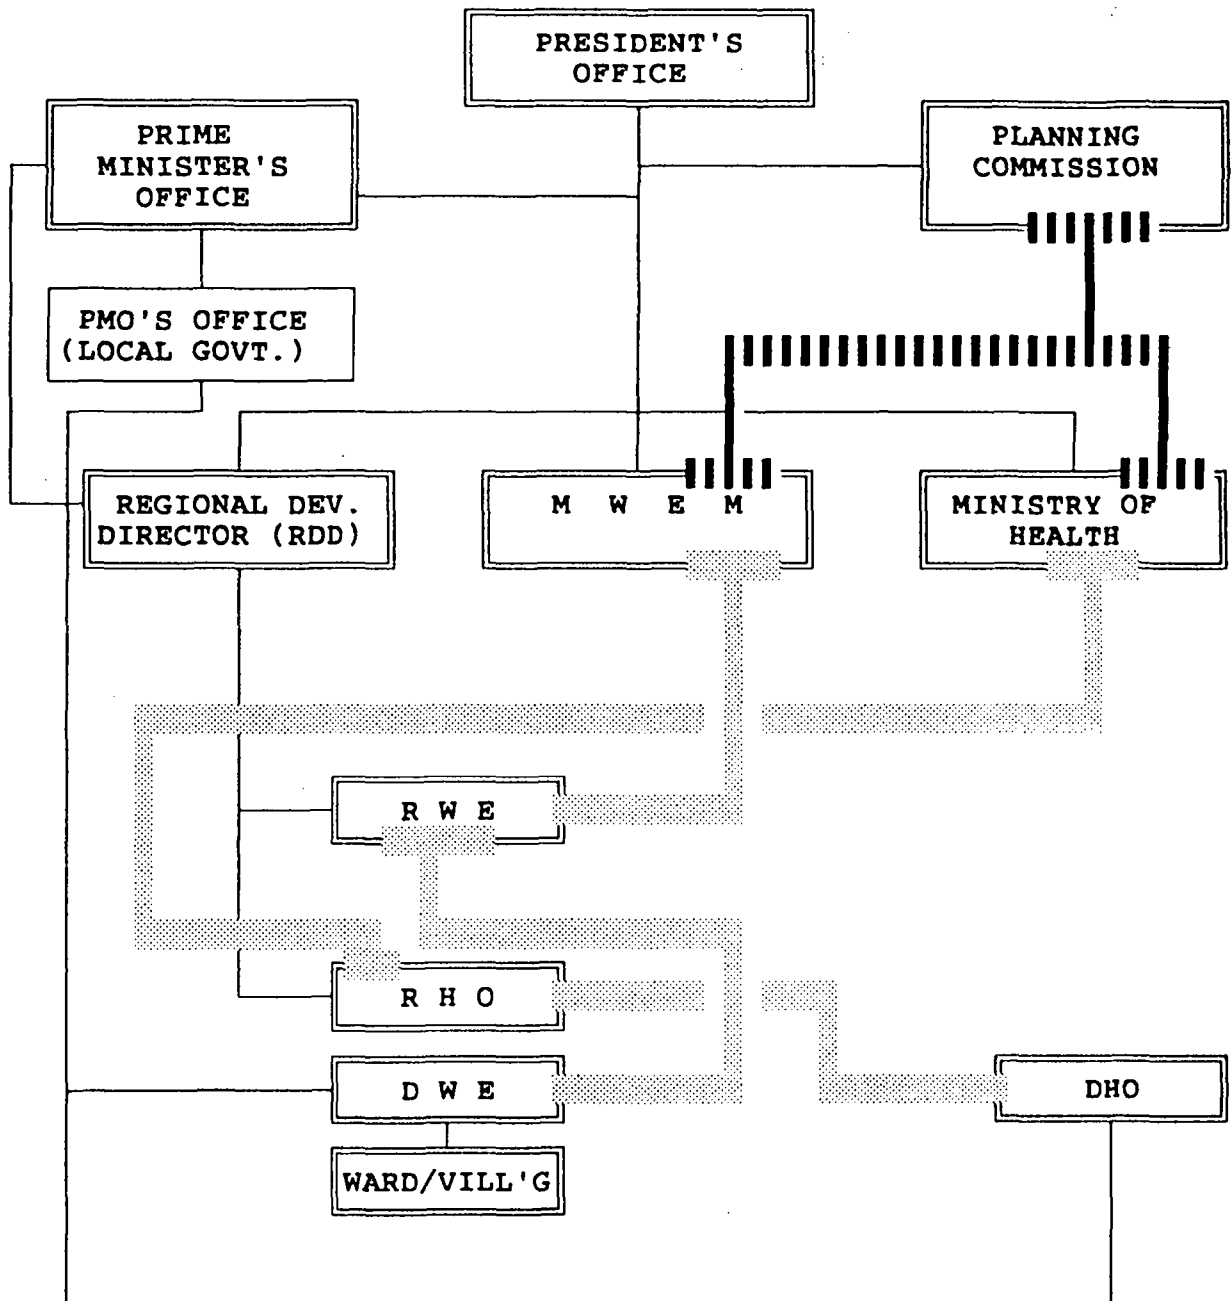 PRESIDENT'S
OFFICE
PRIME
MINISTER'S
OFFICE
PLANNING
COMMISSION
PMO'S OFFICE
(LOCAL GOVT.)
REGIONAL DEV.
DIRECTOR (RDD)
M W E M
MINISTRY OF
HEALTH
R W E
R H O
D W E
DHO
WARD/VILL'G